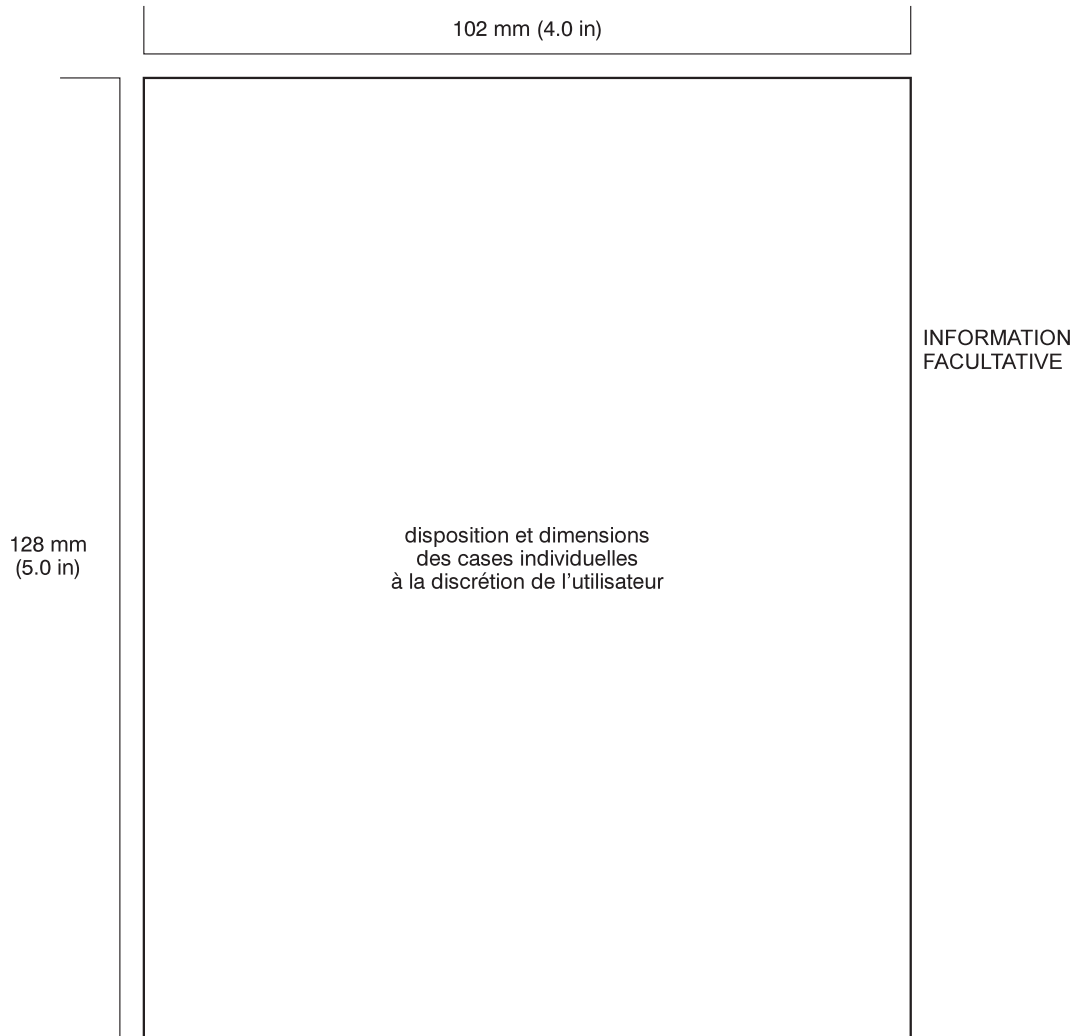 102 mm (4.0 in)
INFORMATION
FACULTATIVE
128 mm
(5.0 in)
disposition et dimensions
des cases individuelles
à la discrétion de l’utilisateur